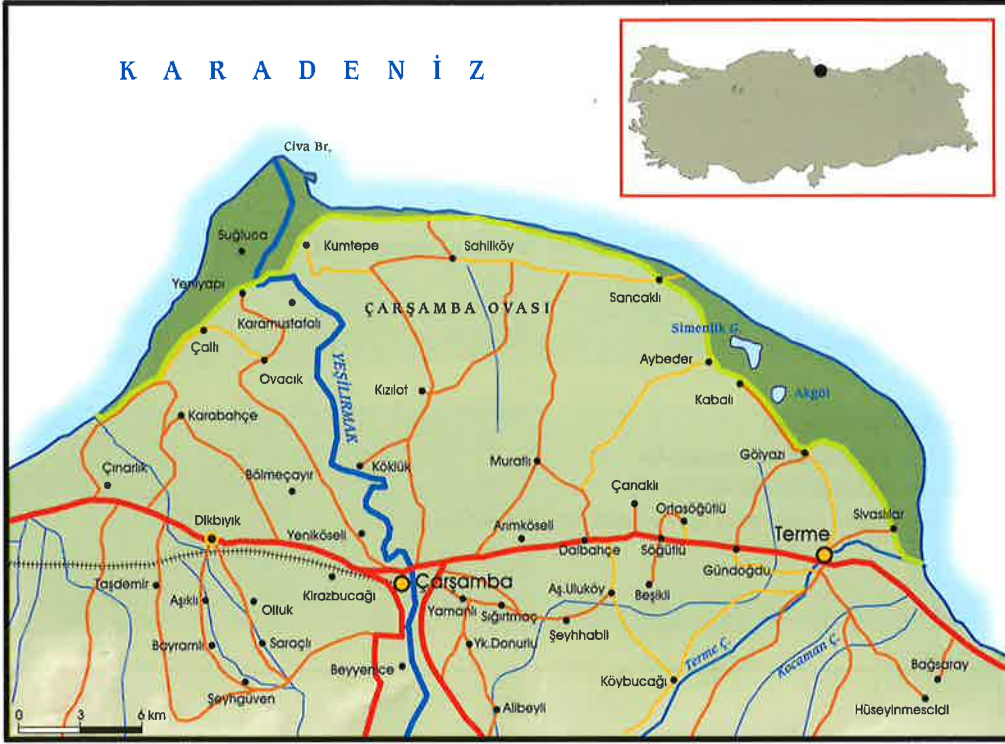 KARADENİZ
Civa Br.
Suğluca
Kumtepe
Sahilköy
Yeniyapı
Sancaklı
Karamustafalı
ÇARŞAMBA OVASI
Simenlik G.
Çallı
Ovacık
YEŞİLIRMAK
Aybeder
Kızılot
Kabalı
Akgöl
Karabahçe
Gölyazı
Çınarlık
Bölmeçayır
Köklük
Muratlı
Çanaklı
Ortasöğütlü
Dikbıyık
Yeniköseli
Arımköseli
Dalbahçe
Söğütlü
Terme
Sivaslılar
Taşdemir
Kirazbucağı
Çarşamba
Gündoğdu
Aşıklı
Olluk
Yamanlı
Sığırtmaç
Aş.Uluköy
Beşikli
Bayramlı
Saraçlı
Yk.Donurlu
Şeyhhabil
Terme Ç.
Kocaman Ç.
Beyyenice
Köybucağı
Bağsaray
Şeyhgüven
Alibeyli
Hüseyinmescidi
0 3 6 km